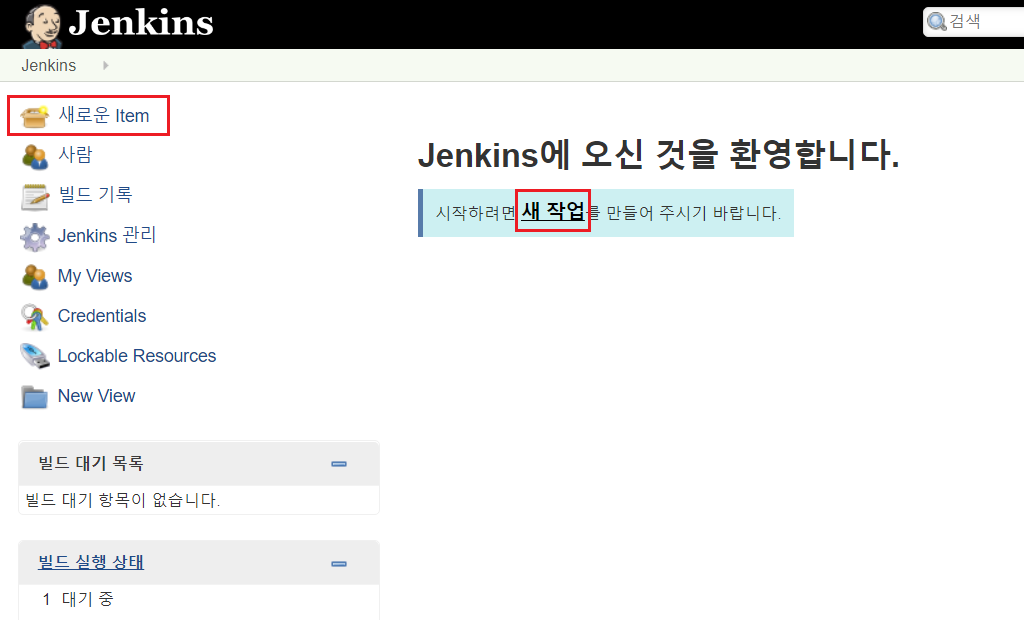 Jenkins
검색
Jenkins
새로운 Item
사람
빌드 기록
Jenkins 관리
My Views
Credentials
Lockable Resources
New View
빌드 대기 목록
빌드 대기 항목이 없습니다.
빌드 실행 상태
1 대기 중
Jenkins에 오신 것을 환영합니다.
시작하려면 새 작업를 만들어 주시기 바랍니다.